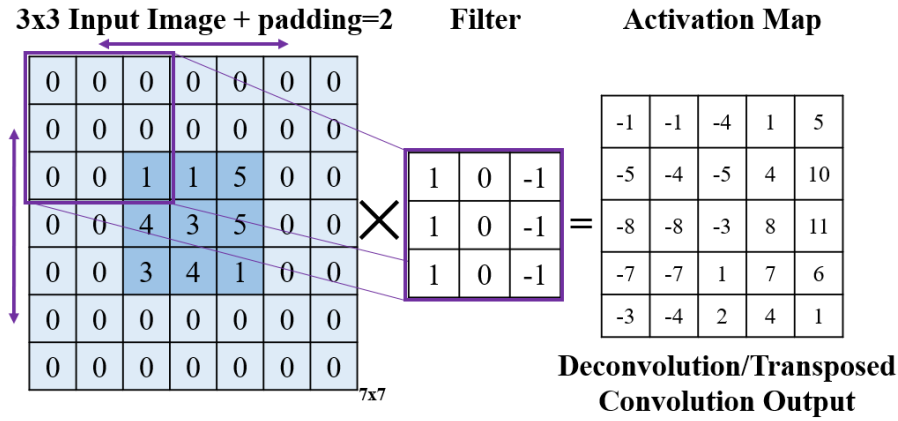 3x3 Input Image + padding=2
Filter
Activation Map
0 0 0 0 0 0 0
0 0 0 0 0 0 0
0 0 1 1 5 0 0
0 0 4 3 5 0 0
0 0 3 4 1 0 0
0 0 0 0 0 0 0
0 0 0 0 0 0 0
7x7
×
1 0 -1
1 0 -1
1 0 -1
=
-1 -1 -4 1 5
-5 -4 -5 4 10
-8 -8 -3 8 11
-7 -7 1 7 6
-3 -4 2 4 1
Deconvolution/Transposed
Convolution Output